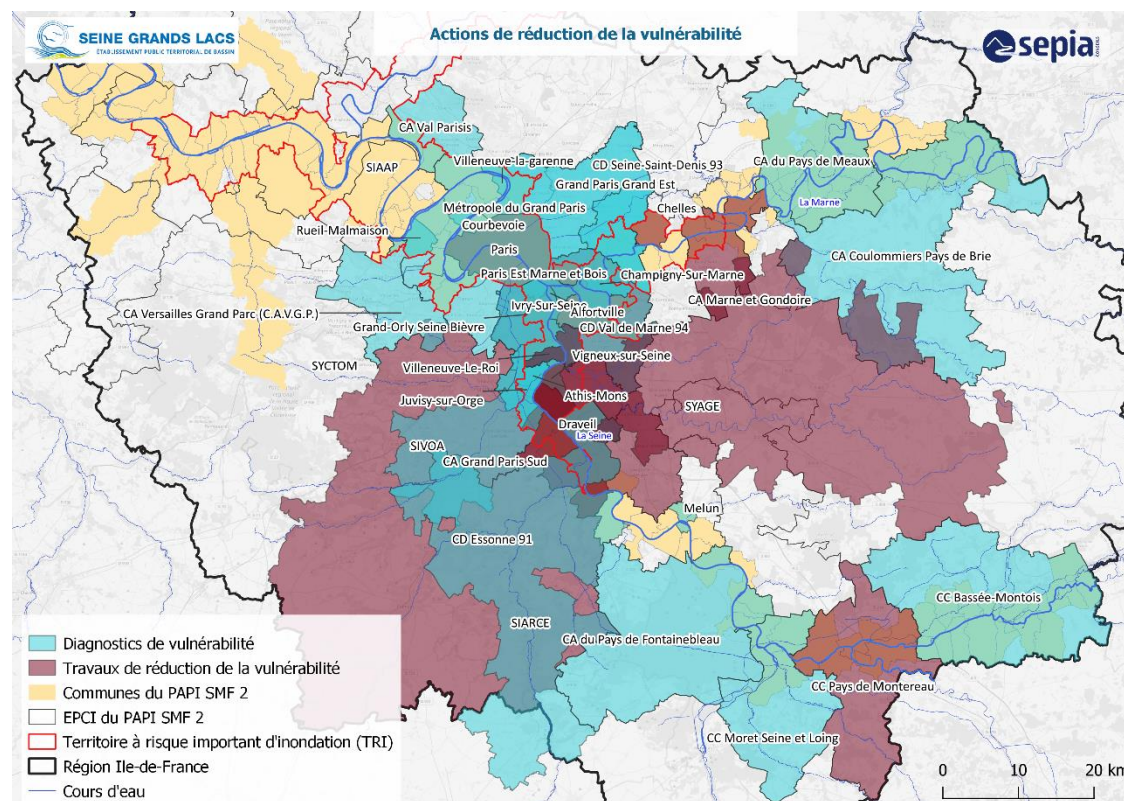 SEINE GRANDS LACS
ÉTABLISSEMENT PUBLIC TERRITORIAL DE BASSIN
Actions de réduction de la vulnérabilité
sepia
CONSEILS
CA Val Parisis
SIAAP
Villeneuve-la-garenne
CD Seine-Saint-Denis 93
CA du Pays de Meaux
Grand Paris Grand Est
La Marne
Métropole du Grand Paris
Chelles
Courbevoie
Rueil-Malmaison
Paris
CA Coulommiers Pays de Brie
Paris Est Marne et Bois
Champigny-Sur-Marne
CA Marne et Gondoire
Ivry-Sur-Seine
Alfortville
CA Versailles Grand Parc (C.A.V.G.P.)
Grand-Orly Seine Bièvre
CD Val de Marne 94
Vigneux-sur-Seine
SYCTOM
Villeneuve-Le-Roi
Athis-Mons
Juvisy-sur-Orge
SYAGE
Draveil
La Seine
SIVOA
CA Grand Paris Sud
Melun
CD Essonne 91
CC Bassée-Montois
SIARCE
CA du Pays de Fontainebleau
CC Pays de Montereau
CC Moret Seine et Loing
Diagnostics de vulnérabilité
Travaux de réduction de la vulnérabilité
Communes du PAPI SMF 2
EPCI du PAPI SMF 2
Territoire à risque important d'inondation (TRI)
Région Ile-de-France
Cours d'eau
0 10 20 km